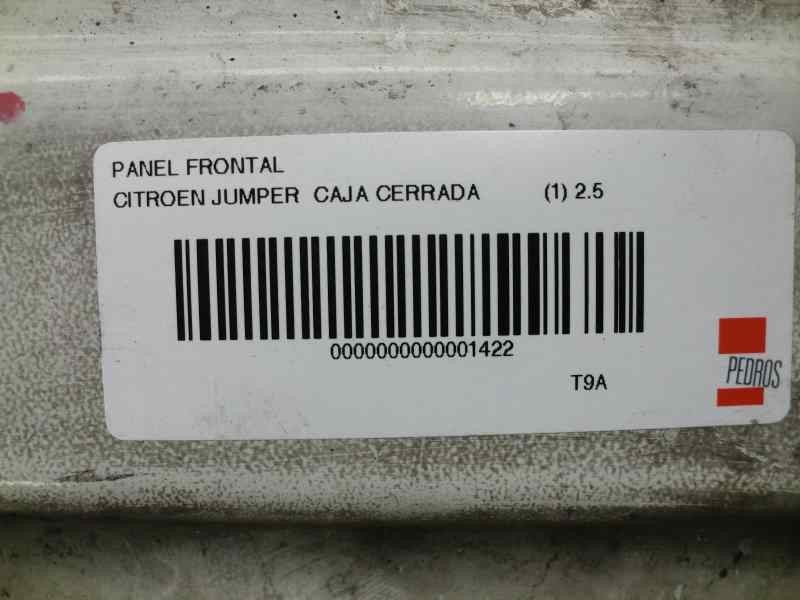 PANEL FRONTAL
CITROEN JUMPER CAJA CERRADA (1) 2.5
0000000000001422
T9A
PEDROS